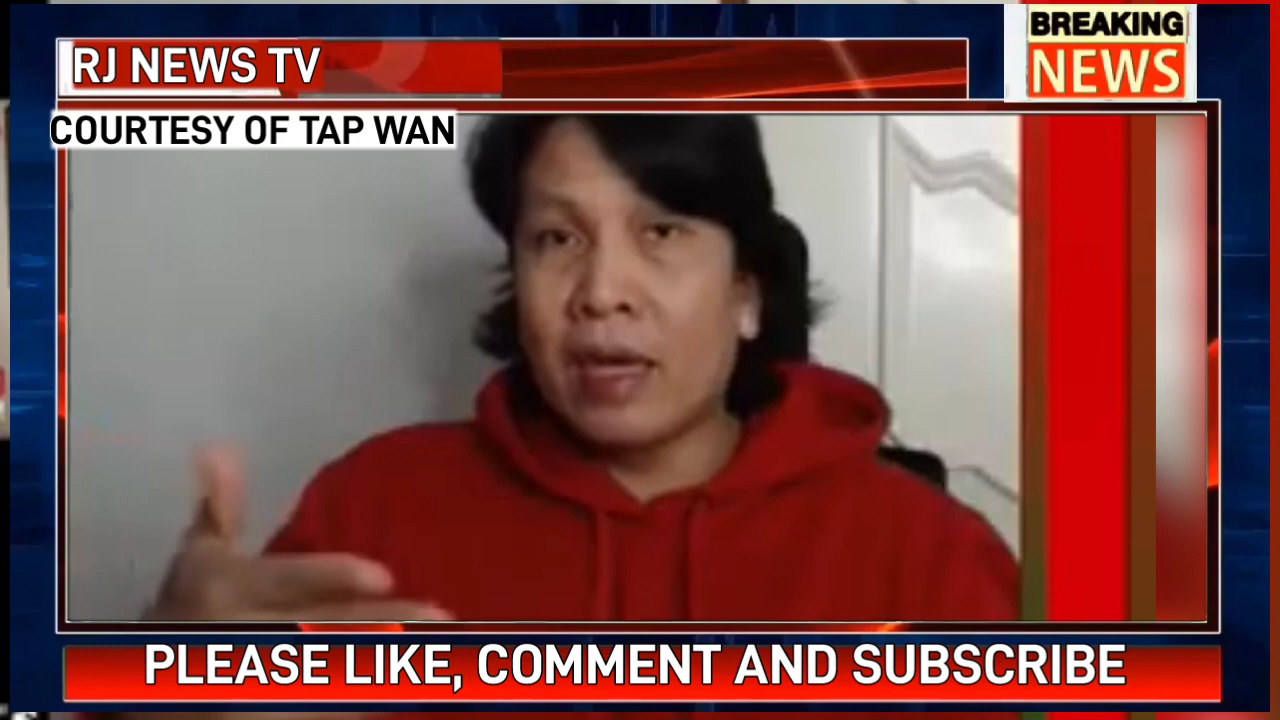 RJ NEWS TV
BREAKING
NEWS
COURTESY OF TAP WAN
PLEASE LIKE, COMMENT AND SUBSCRIBE